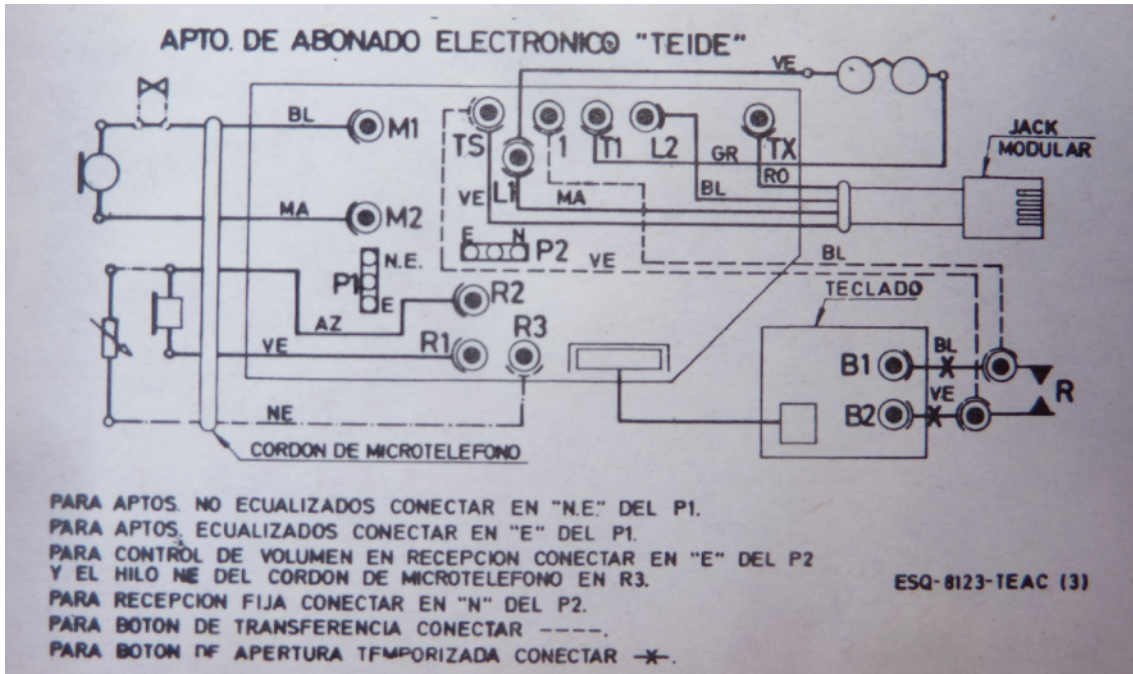 APTO. DE ABONADO ELECTRONICO "TEIDE"
VE
BL
M1
TS
1
T1
L2
TX
JACK
MODULAR
GR
RO
L1
VE
MA
BL
MA
M2
E
N
P2
N.E.
P1
E
VE
BL
R2
TECLADO
AZ
R3
R1
VE
B1
BL
R
VE
B2
NE
CORDON DE MICROTELEFONO
PARA APTOS. NO ECUALIZADOS CONECTAR EN "N.E." DEL P1.
PARA APTOS. ECUALIZADOS CONECTAR EN "E" DEL P1.
PARA CONTROL DE VOLUMEN EN RECEPCION CONECTAR EN "E" DEL P2
Y EL HILO NE DEL CORDON DE MICROTELEFONO EN R3.
ESQ-8123-TEAC (3)
PARA RECEPCION FIJA CONECTAR EN "N" DEL P2.
PARA BOTON DE TRANSFERENCIA CONECTAR ----.
PARA BOTON DE APERTURA TEMPORIZADA CONECTAR -X-.